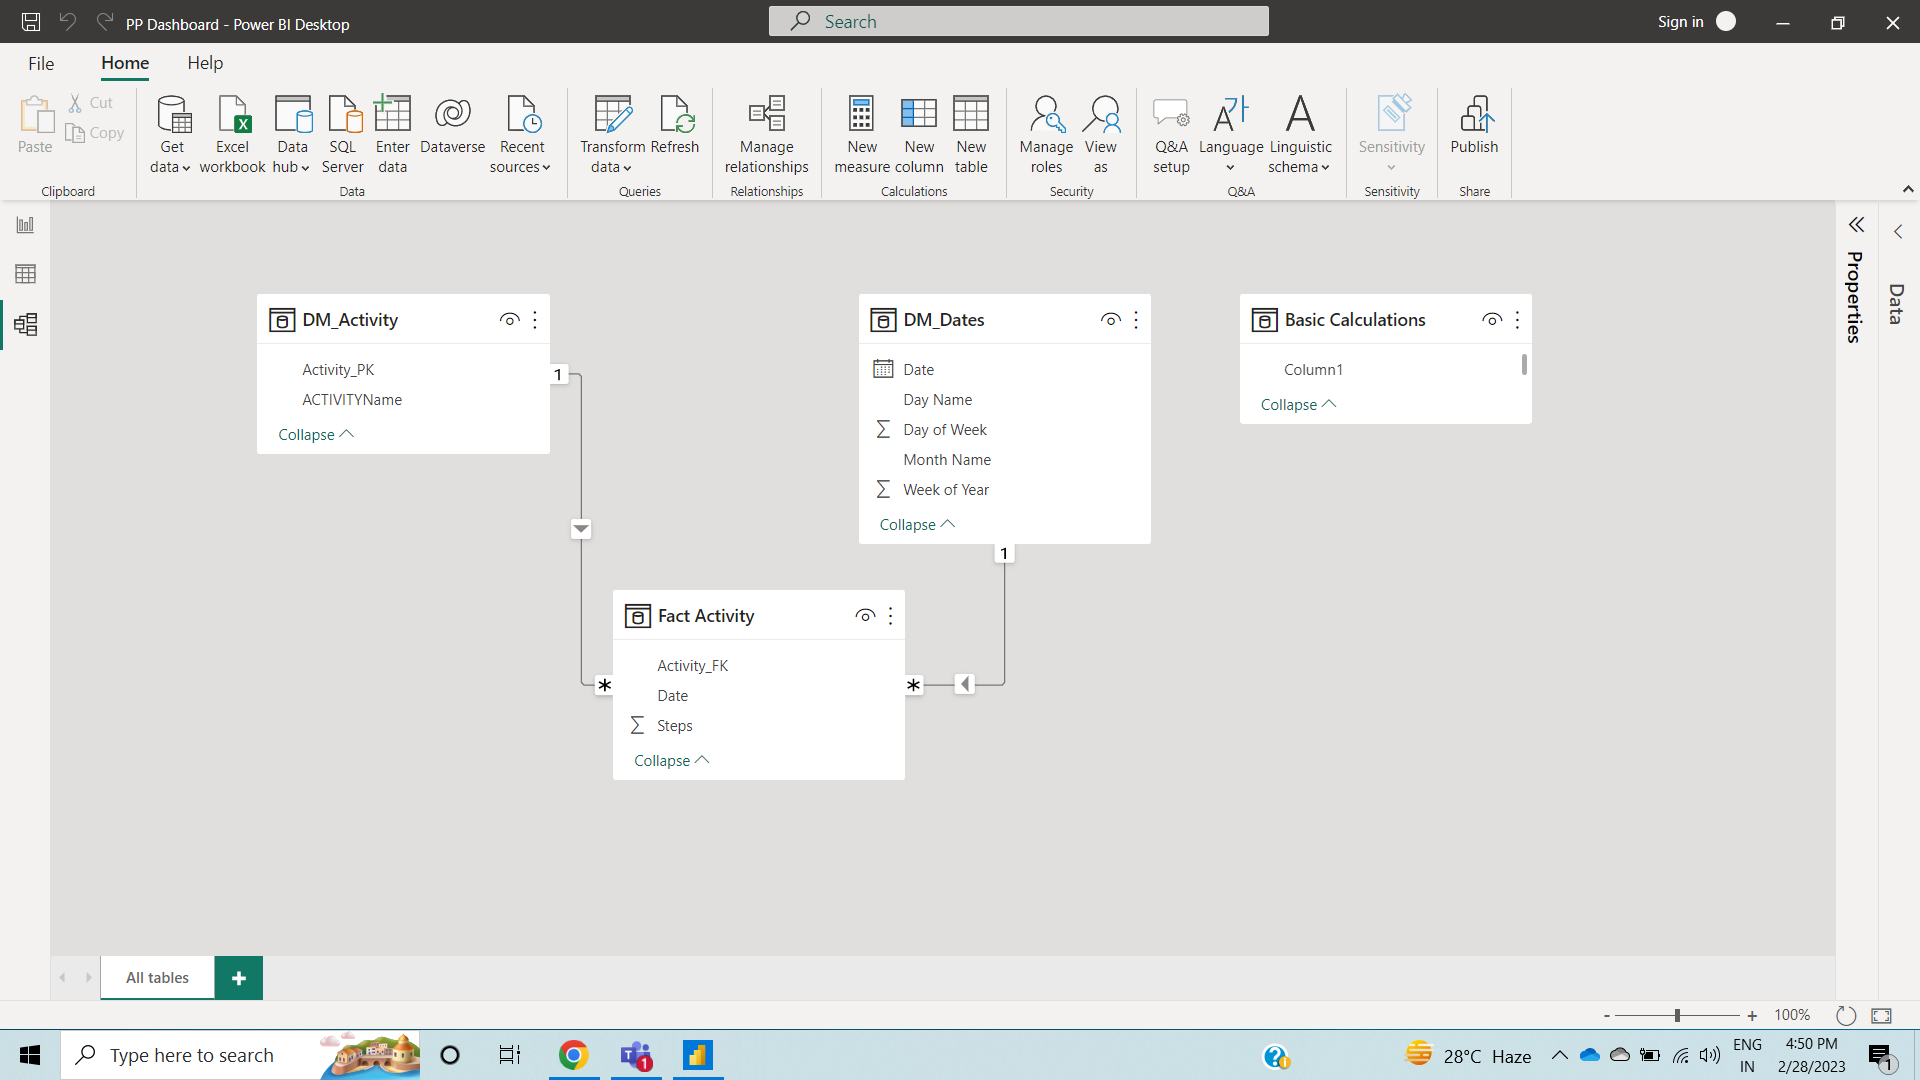 PP Dashboard - Power BI Desktop
Search
Sign in
File
Home
Help
Paste
Cut
Copy
Clipboard
Get data
Excel workbook
Data hub
SQL Server
Enter data
Dataverse
Recent sources
Data
Transform data
Refresh
Queries
Manage relationships
Relationships
New measure
New column
New table
Calculations
Manage roles
View as
Security
Q&A setup
Language
Linguistic schema
Q&A
Sensitivity
Sensitivity
Publish
Share
Properties
Data
DM_Activity
Activity_PK
ACTIVITYName
Collapse
1
*
DM_Dates
Date
Day Name
Day of Week
Month Name
Week of Year
Collapse
1
*
Basic Calculations
Column1
Collapse
Fact Activity
Activity_FK
Date
Steps
Collapse
All tables
+
- + 100%
Type here to search
28°C Haze
ENG
IN
4:50 PM
2/28/2023
1
1